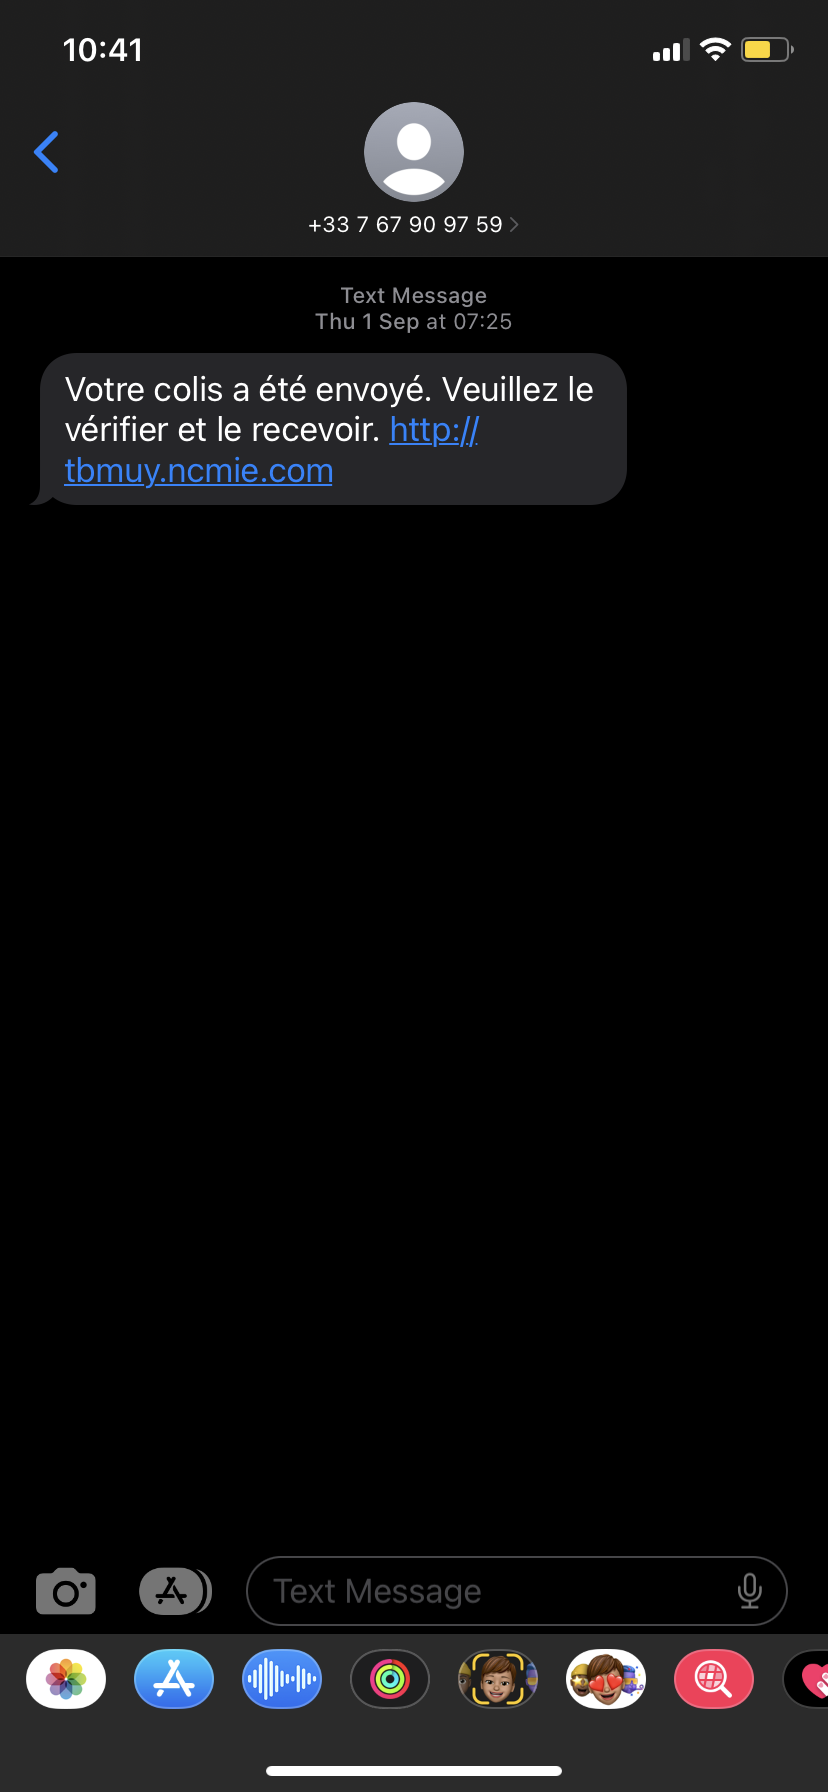 10:41
+33 7 67 90 97 59
Text Message
Thu 1 Sep at 07:25
Votre colis a été envoyé. Veuillez le
vérifier et le recevoir. http://
tbmuy.ncmie.com
Text Message